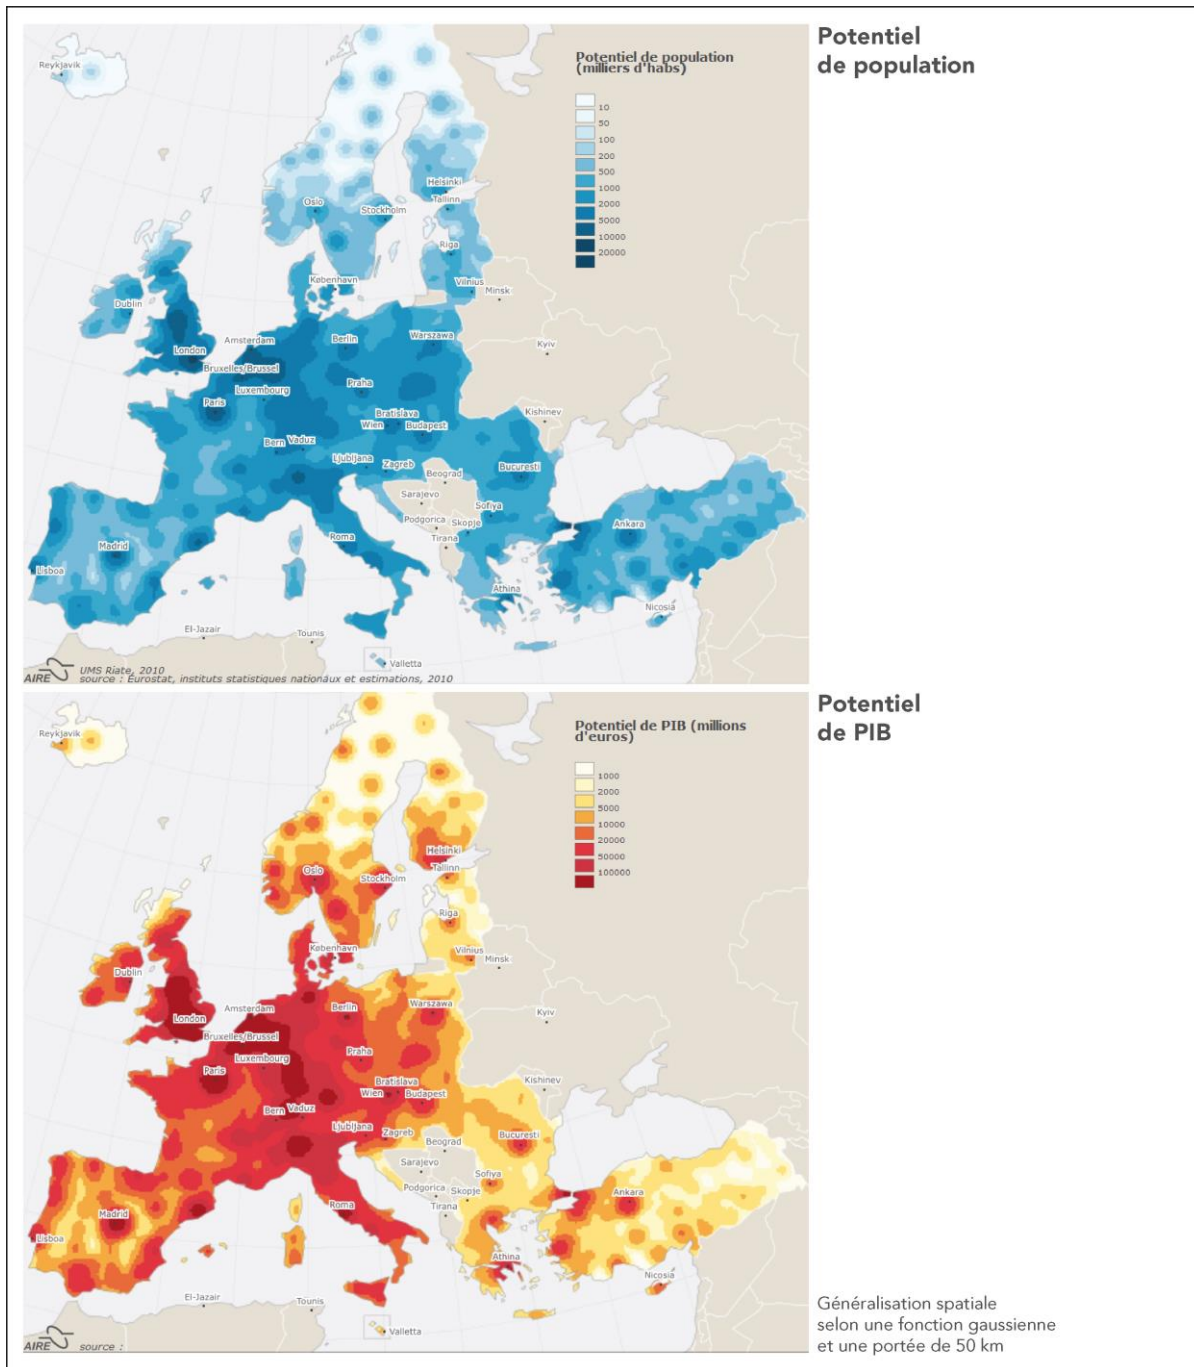 Potentiel
de population
Potentiel de population
(milliers d'habs)
10
50
100
200
500
1000
2000
5000
10000
20000
Reykjavik
Helsinki
Tallinn
Oslo
Stockholm
Riga
København
Vilnius
Minsk
Dublin
Amsterdam
Berlin
Warszawa
London
Kyiv
Bruxelles/Brussel
Luxembourg
Praha
Paris
Bratislava
Kishinev
Wien
Budapest
Bern
Vaduz
Ljubljana
Zagreb
Bucuresti
Beograd
Sarajevo
Sofiya
Podgorica
Skopje
Ankara
Roma
Tirana
Madrid
Lisboa
Athina
Nicosia
El-Jazair
Tounis
Valletta
AIRE
UMS Riate, 2010
source : Eurostat, instituts statistiques nationaux et estimations, 2010
Potentiel
de PIB
Potentiel de PIB (millions
d'euros)
1000
2000
5000
10000
20000
50000
100000
Reykjavik
Helsinki
Tallinn
Oslo
Stockholm
Riga
København
Vilnius
Minsk
Dublin
Amsterdam
Berlin
Warszawa
London
Kyiv
Bruxelles/Brussel
Luxembourg
Praha
Paris
Bratislava
Kishinev
Wien
Budapest
Bern
Vaduz
Ljubljana
Zagreb
Bucuresti
Beograd
Sarajevo
Sofiya
Podgorica
Skopje
Ankara
Roma
Tirana
Madrid
Lisboa
Athina
Nicosia
El-Jazair
Tounis
Valletta
AIRE
source :
Généralisation spatiale
selon une fonction gaussienne
et une portée de 50 km